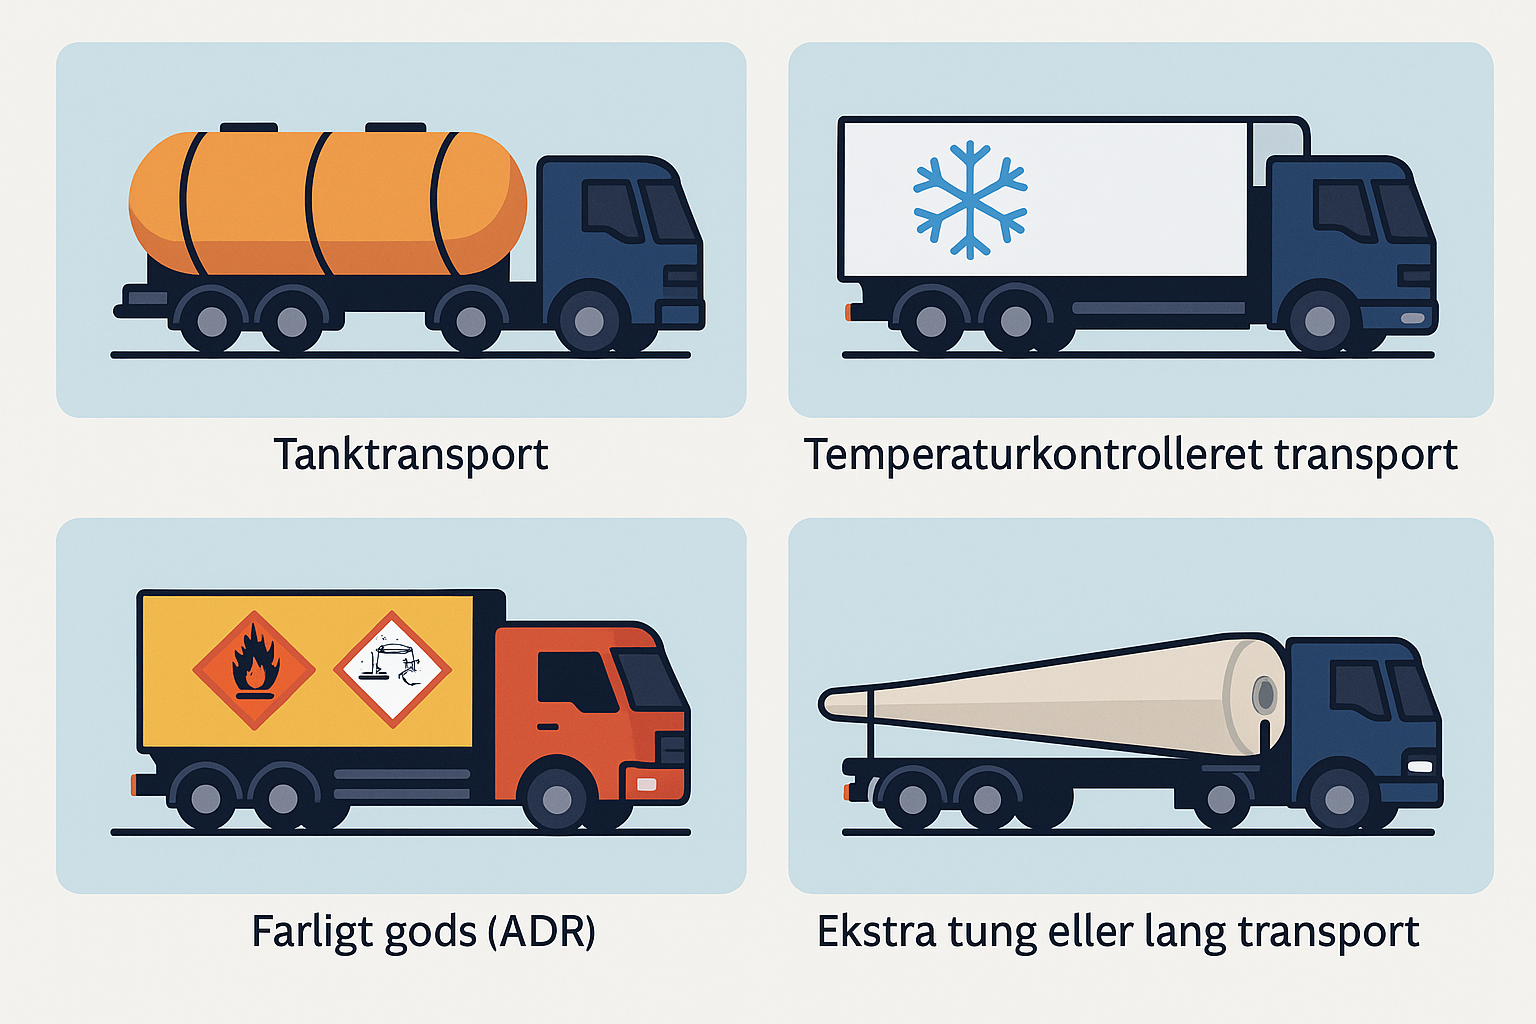 Tanktransport
Temperaturkontrolleret transport
Farligt gods (ADR)
Ekstra tung eller lang transport